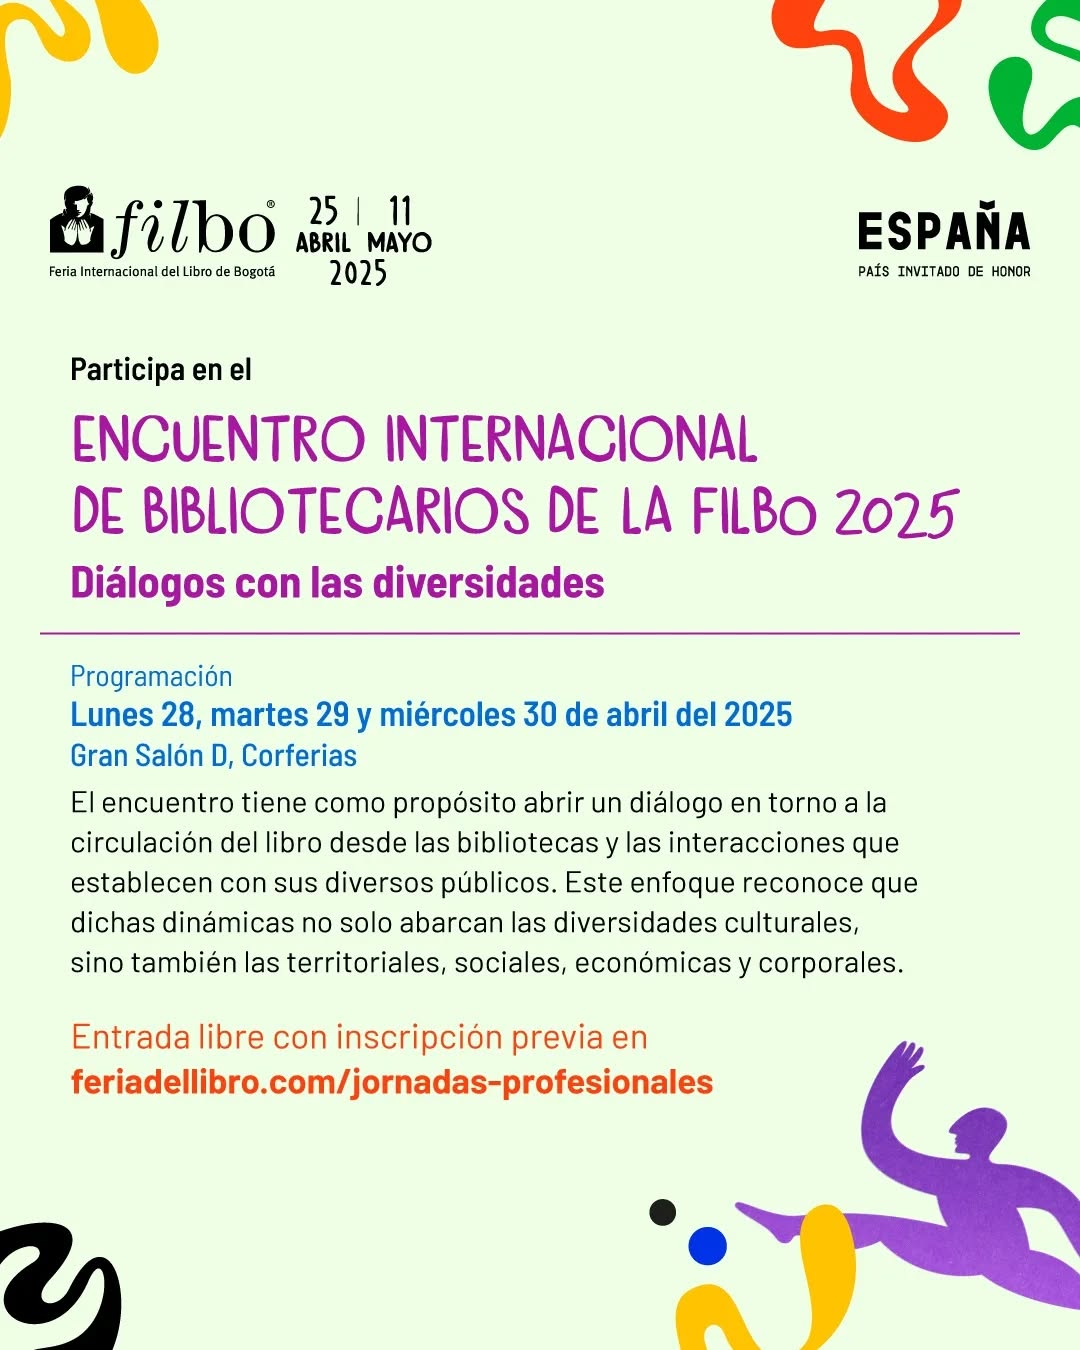 filbo®
Feria Internacional del Libro de Bogotá
25 | 11
ABRIL MAYO
2025
ESPAÑA
PAÍS INVITADO DE HONOR
Participa en el
ENCUENTRO INTERNACIONAL
DE BIBLIOTECARIOS DE LA FILBO 2025
Diálogos con las diversidades
Programación
Lunes 28, martes 29 y miércoles 30 de abril del 2025
Gran Salón D, Corferias
El encuentro tiene como propósito abrir un diálogo en torno a la
circulación del libro desde las bibliotecas y las interacciones que
establecen con sus diversos públicos. Este enfoque reconoce que
dichas dinámicas no solo abarcan las diversidades culturales,
sino también las territoriales, sociales, económicas y corporales.
Entrada libre con inscripción previa en
feriadellibro.com/jornadas-profesionales